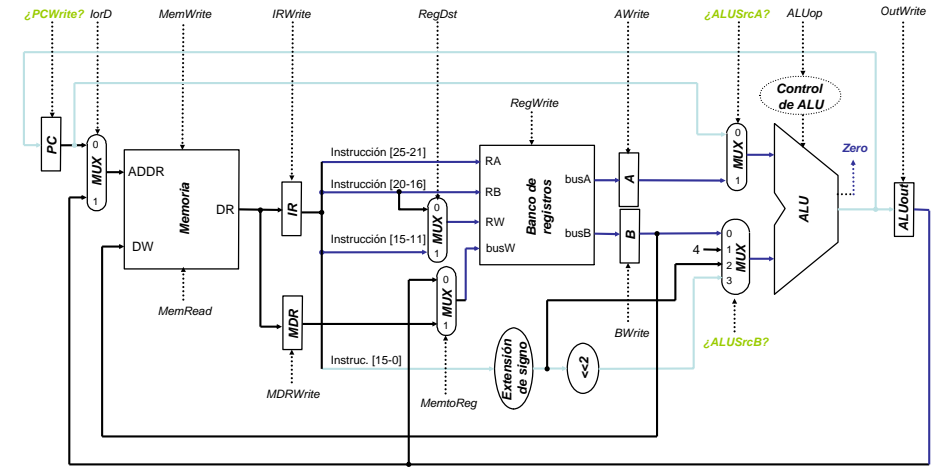 ¿PCWrite? IorD MemWrite IRWrite RegDst AWrite ¿ALUSrcA? ALUop OutWrite
Control
de ALU
RegWrite
PC
0
MUX
1
ADDR
Memoria
DR
DW
MemRead
IR
MDR
MDRWrite
Instrucción [25-21]
Instrucción [20-16]
Instrucción [15-11]
Instruc. [15-0]
0
MUX
1
0
MUX
1
MemtoReg
RA
RB
RW
busW
Banco de
registros
busA
busB
A
B
BWrite
Extensión
de signo
<<2
0
MUX
1
4
0
1
2
3
MUX
¿ALUSrcB?
ALU
Zero
ALUout